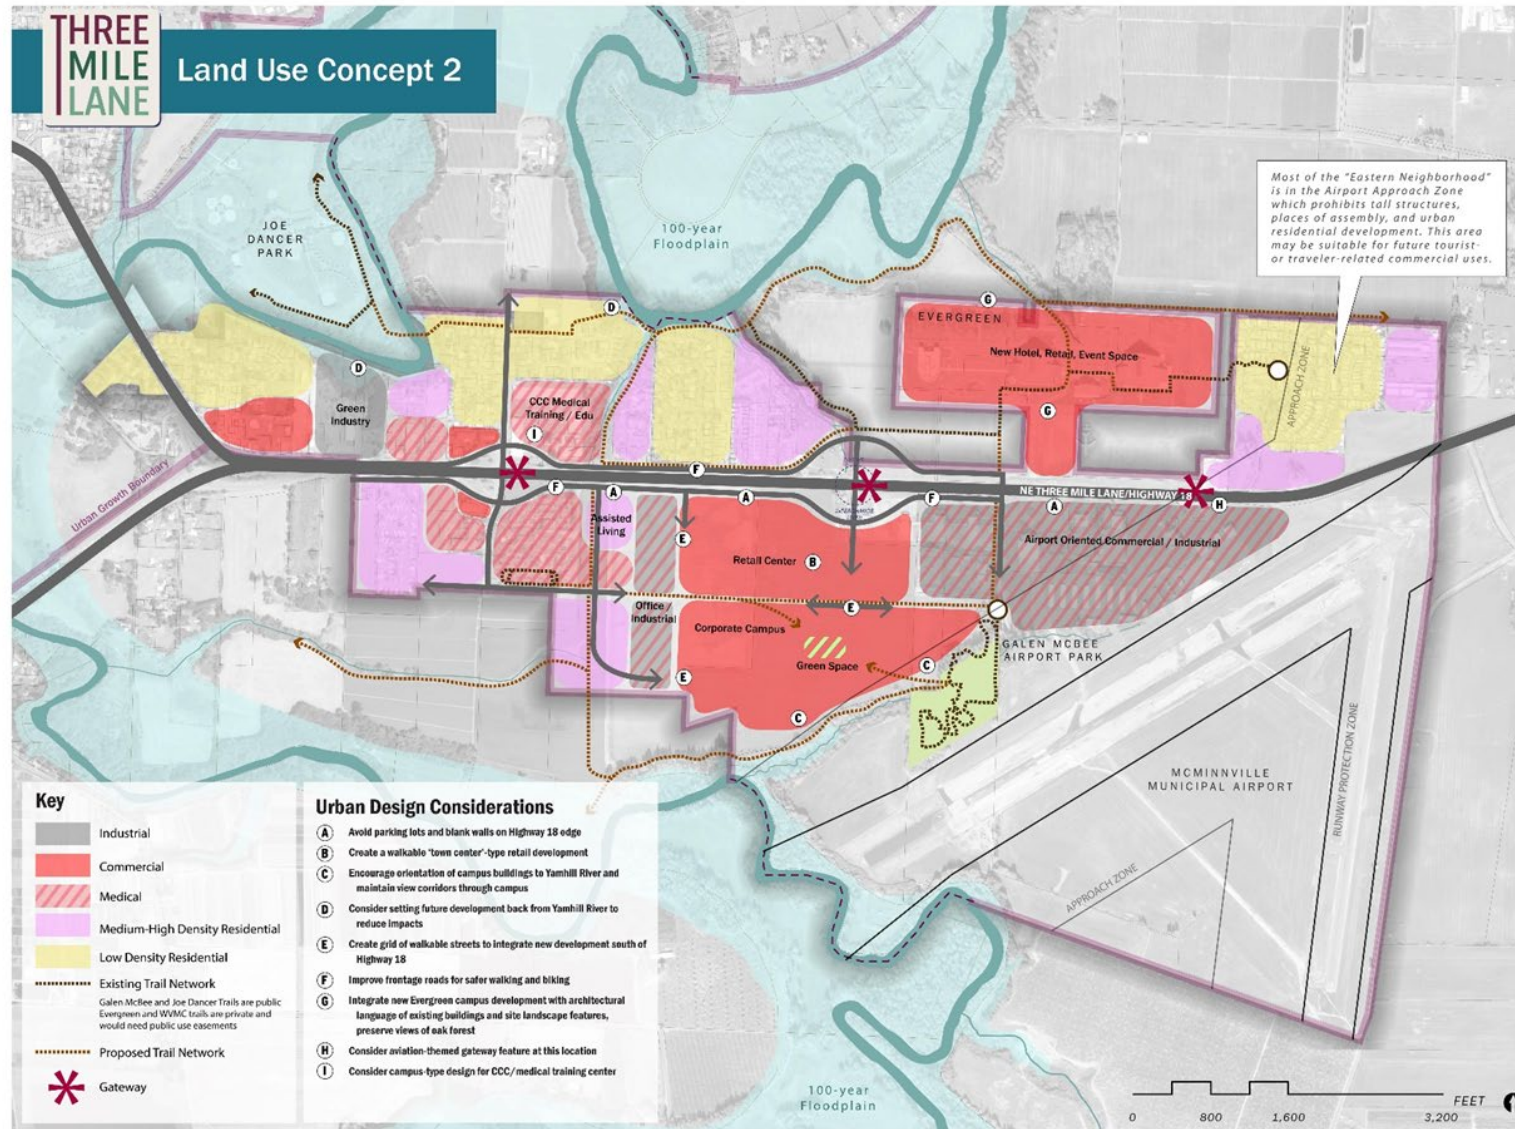 THREE
MILE
LANE
Land Use Concept 2
Most of the "Eastern Neighborhood"
is in the Airport Approach Zone
which prohibits tall structures,
places of assembly, and urban
residential development. This area
may be suitable for future tourist-
or traveler-related commercial uses.
JOE
DANCER
PARK
100-year
Floodplain
D
G
EVERGREEN
New Hotel, Retail, Event Space
D
Green
Industry
CCC Medical
Training / Edu
I
G
APPROACH ZONE
Urban Growth Boundary
F
NE THREE MILE LANE/HIGHWAY 18
F
A
A
F
A
H
Assisted
Living
E
Retail Center
B
Airport Oriented Commercial / Industrial
Office /
Industrial
Corporate Campus
E
Green Space
C
GALEN MCBEE
AIRPORT PARK
E
C
MCMINNVILLE
MUNICIPAL AIRPORT
RUNWAY PROTECTION ZONE
APPROACH ZONE
Key
Industrial
Commercial
Medical
Medium-High Density Residential
Low Density Residential
Existing Trail Network
Galen McBee and Joe Dancer Trails are public
Evergreen and WVMC trails are private and
would need public use easements
Proposed Trail Network
Gateway
Urban Design Considerations
A Avoid parking lots and blank walls on Highway 18 edge
B Create a walkable 'town center'-type retail development
C Encourage orientation of campus buildings to Yamhill River and
maintain view corridors through campus
D Consider setting future development back from Yamhill River to
reduce impacts
E Create grid of walkable streets to integrate new development south of
Highway 18
F Improve frontage roads for safer walking and biking
G Integrate new Evergreen campus development with architectural
language of existing buildings and site landscape features,
preserve views of oak forest
H Consider aviation-themed gateway feature at this location
I Consider campus-type design for CCC/medical training center
100-year
Floodplain
FEET
0 800 1,600 3,200